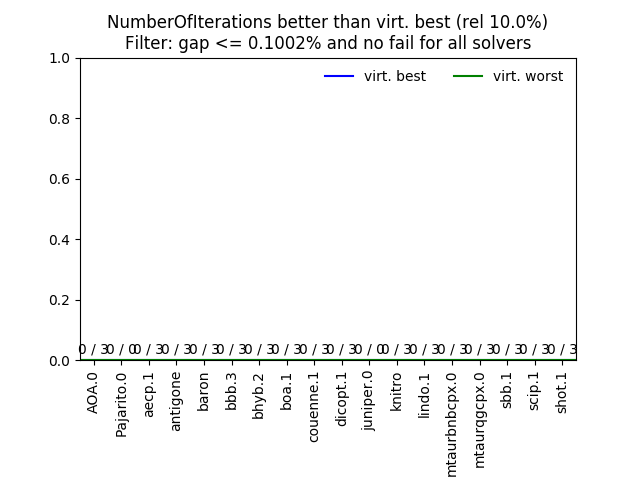 NumberOfIterations better than virt. best (rel 10.0%)
Filter: gap <= 0.1002% and no fail for all solvers
virt. best virt. worst
1.0
0.8
0.6
0.4
0.2
0.0
0 / 3 0 / 0 0 / 3 0 / 3 0 / 3 0 / 3 0 / 3 0 / 3 0 / 3 0 / 3 0 / 0 0 / 3 0 / 3 0 / 3 0 / 3 0 / 3 0 / 3 0 / 3
AOA.0
Pajarito.0
aecp.1
antigone
baron
bbb.3
bhyb.2
boa.1
couenne.1
dicopt.1
juniper.0
knitro
lindo.1
mtaurbnbcpx.0
mtaurqgcpx.0
sbb.1
scip.1
shot.1